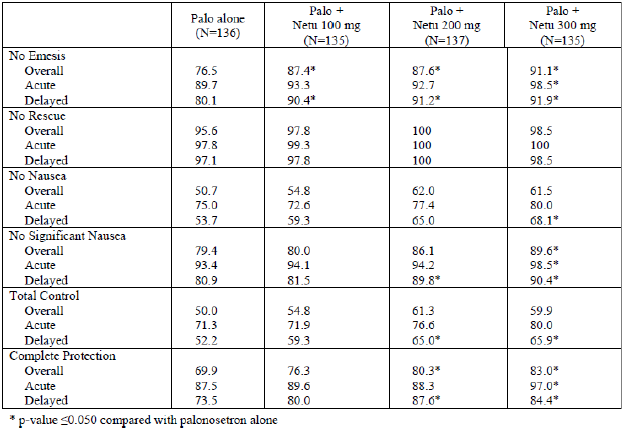 Palo alone Palo + Palo + Palo +
(N=136) Netu 100 mg Netu 200 mg Netu 300 mg
(N=135) (N=137) (N=135)
No Emesis
Overall 76.5 87.4* 87.6* 91.1*
Acute 89.7 93.3 92.7 98.5*
Delayed 80.1 90.4* 91.2* 91.9*
No Rescue
Overall 95.6 97.8 100 98.5
Acute 97.8 99.3 100 100
Delayed 97.1 97.8 100 98.5
No Nausea
Overall 50.7 54.8 62.0 61.5
Acute 75.0 72.6 77.4 80.0
Delayed 53.7 59.3 65.0 68.1*
No Significant Nausea
Overall 79.4 80.0 86.1 89.6*
Acute 93.4 94.1 94.2 98.5*
Delayed 80.9 81.5 89.8* 90.4*
Total Control
Overall 50.0 54.8 61.3 59.9
Acute 71.3 71.9 76.6 80.0
Delayed 52.2 59.3 65.0* 65.9*
Complete Protection
Overall 69.9 76.3 80.3* 83.0*
Acute 87.5 89.6 88.3 97.0*
Delayed 73.5 80.0 87.6* 84.4*
* p-value ≤0.050 compared with palonosetron alone